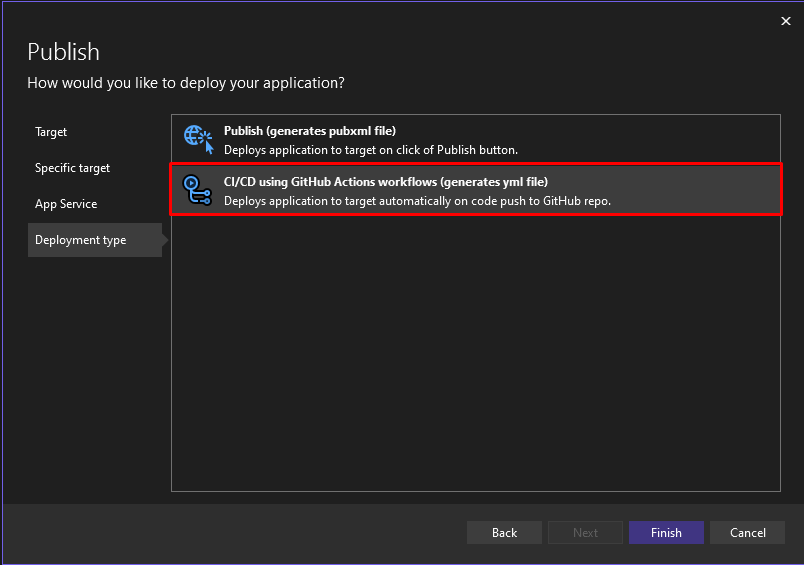 Publish
How would you like to deploy your application?
Target
Specific target
App Service
Deployment type
Publish (generates pubxml file)
Deploys application to target on click of Publish button.
CI/CD using GitHub Actions workflows (generates yml file)
Deploys application to target automatically on code push to GitHub repo.
Back
Next
Finish
Cancel